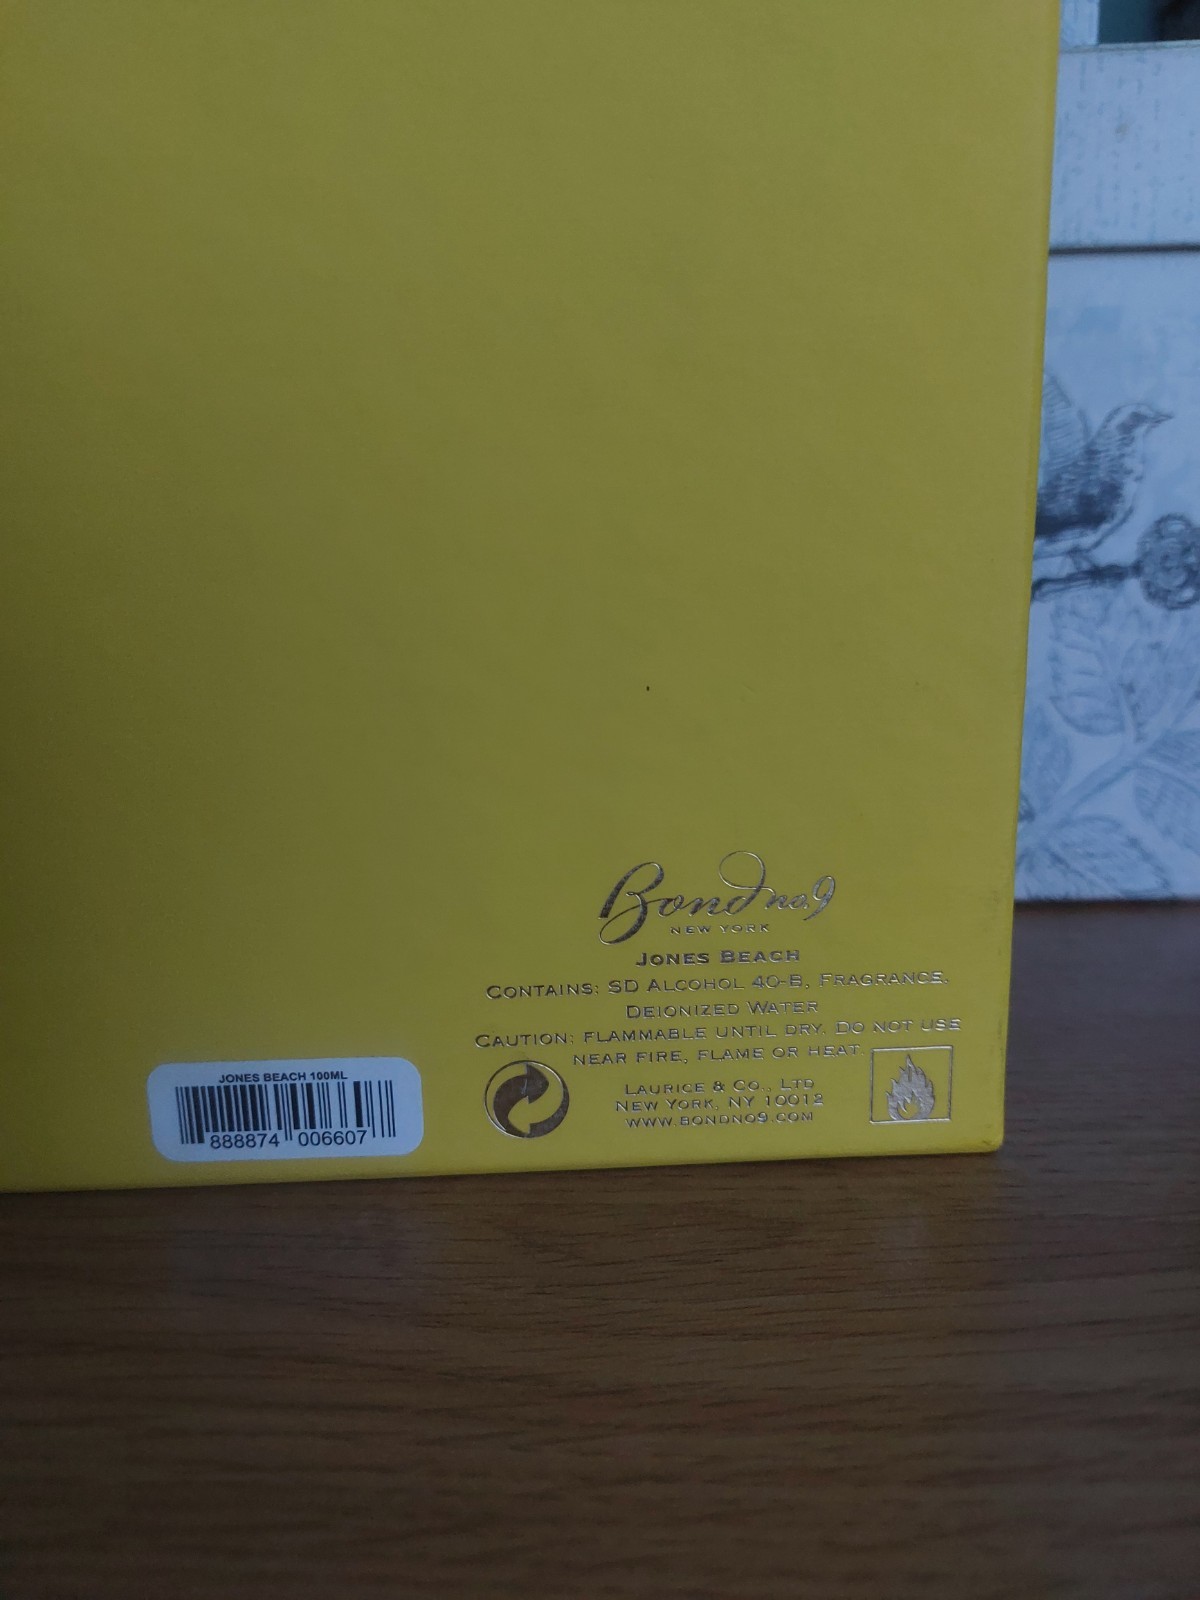 Bond no.9
NEW YORK
JONES BEACH
CONTAINS: SD ALCOHOL 40-B, FRAGRANCE,
DEIONIZED WATER
CAUTION: FLAMMABLE UNTIL DRY. DO NOT USE
NEAR FIRE, FLAME OR HEAT.
LAURICE & CO., LTD
NEW YORK, NY 10012
WWW.BONDNO9.COM
JONES BEACH 100ML
888874 006607